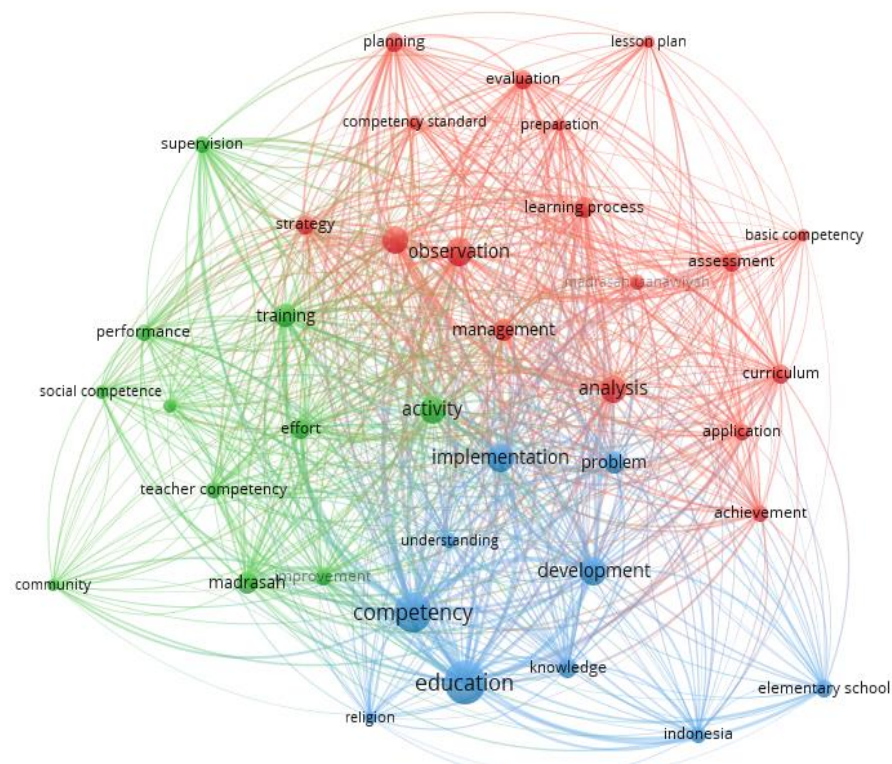 planning
lesson plan
evaluation
competency standard
preparation
supervision
learning process
strategy
basic competency
observation
assessment
madrasah tsanawiyah
training
performance
management
curriculum
social competence
analysis
activity
effort
application
implementation
problem
teacher competency
achievement
understanding
development
improvement
madrasah
community
competency
knowledge
education
elementary school
religion
indonesia